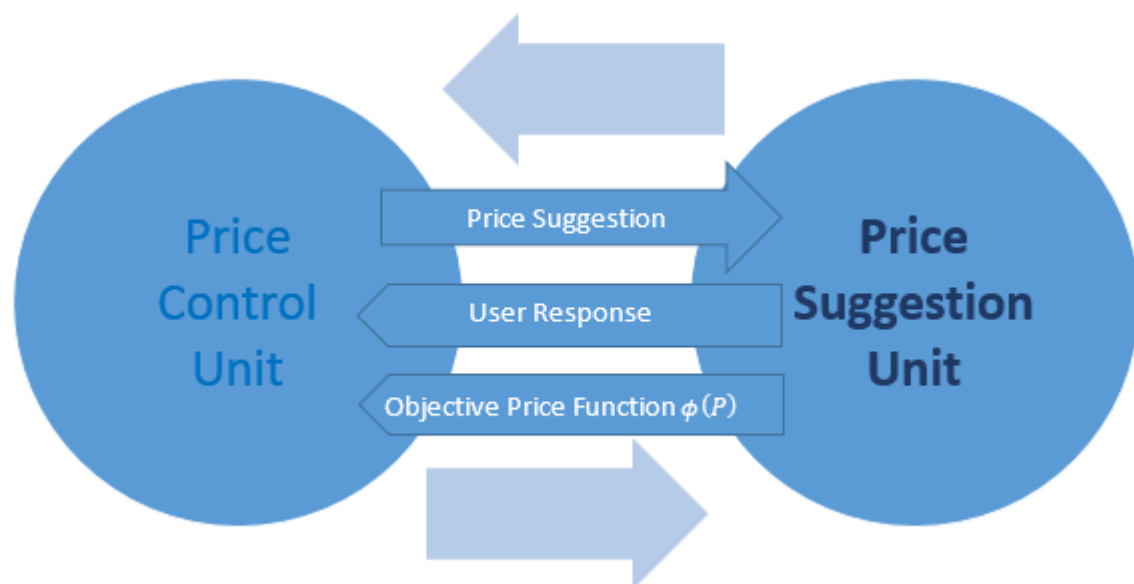 Price
Control
Unit
Price Suggestion
User Response
Objective Price Function ϕ(P)
Price
Suggestion
Unit